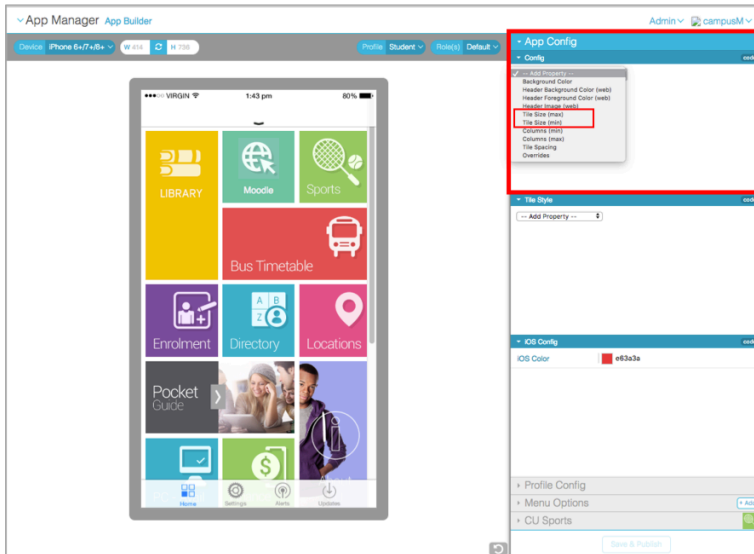 App Manager App Builder
Admin campusM
Device iPhone 6+/7+/8+ W 414 H 736 Profile Student Role(s) Default
App Config
Config
VIRGIN 1:43 pm 80%
✓ -- Add Property --
Background Color
Header Background Color (web)
Header Foreground Color (web)
Header Image (web)
Tile Size (max)
Tile Size (min)
Columns (min)
Columns (max)
Tile Spacing
Overrides
LIBRARY Moodle Sports
Bus Timetable
Enrolment Directory Locations
A B
Z
Pocket
Guide
Home Settings Alerts Updates
Tile Style
-- Add Property --
iOS Config
iOS Color e63a3a
Profile Config
Menu Options
CU Sports
Save & Publish